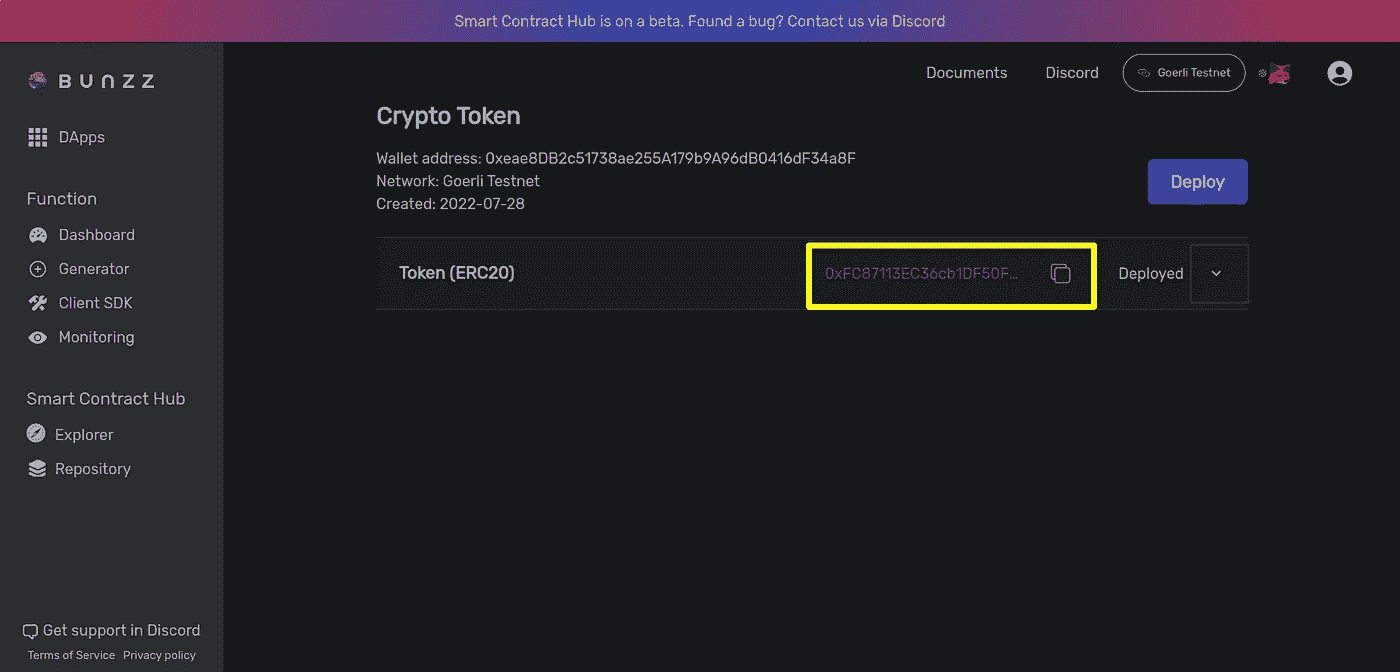 Smart Contract Hub is on a beta. Found a bug? Contact us via Discord
BUNZZ
Documents
Discord
Goerli Testnet
DApps
Function
Dashboard
Generator
Client SDK
Monitoring
Smart Contract Hub
Explorer
Repository
Get support in Discord
Terms of Service Privacy policy
Crypto Token
Wallet address: 0xeae8DB2c51738ae255A179b9A96dB0416dF34a8F
Network: Goerli Testnet
Created: 2022-07-28
Deploy
Token (ERC20)
0xFC87113EC36cb1DF50F...
Deployed